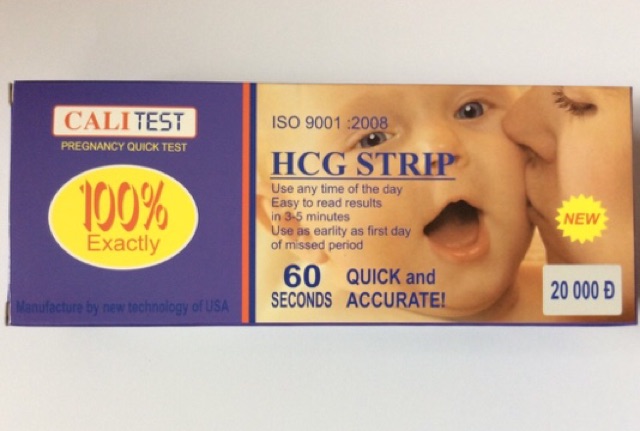 CALITEST
PREGNANCY QUICK TEST
100%
Exactly
Manufacture by new technology of USA
ISO 9001 :2008
HCG STRIP
Use any time of the day
Easy to read results
in 3-5 minutes
Use as earlity as first day
of missed period
60 SECONDS
QUICK and
ACCURATE!
NEW
20 000 Đ